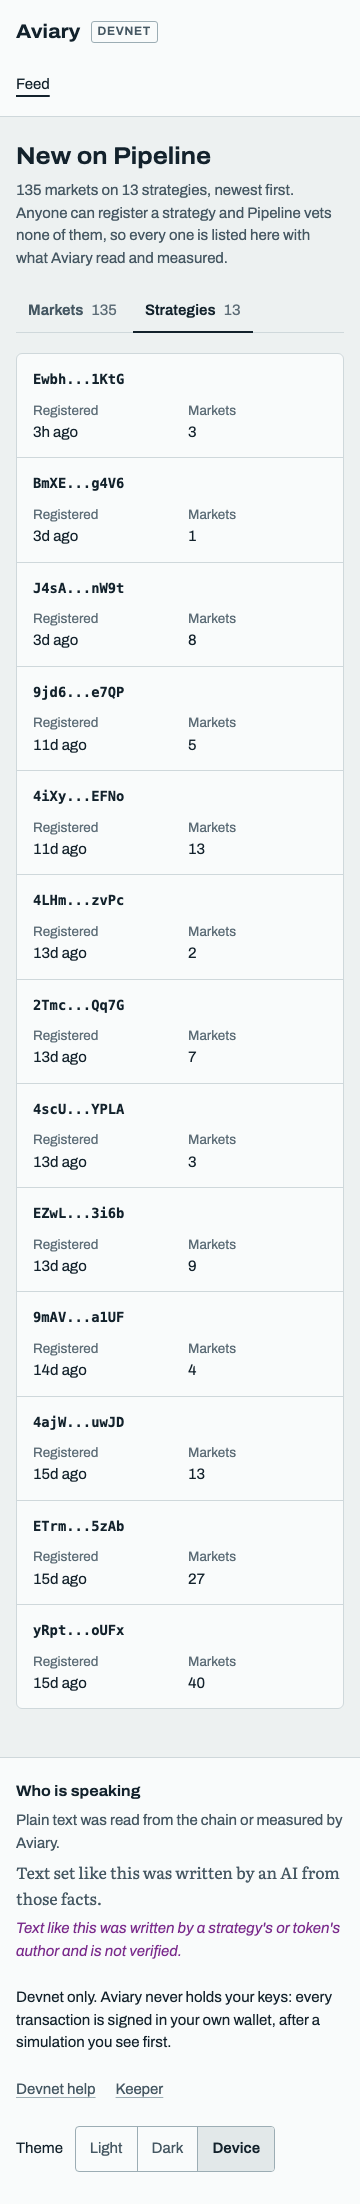 Aviary DEVNET
Feed
New on Pipeline
135 markets on 13 strategies, newest first.
Anyone can register a strategy and Pipeline vets
none of them, so every one is listed here with
what Aviary read and measured.
Markets 135 Strategies 13
Ewbh...1KtG
Registered Markets
3h ago 3
BmXE...g4V6
Registered Markets
3d ago 1
J4sA...nW9t
Registered Markets
3d ago 8
9jd6...e7QP
Registered Markets
11d ago 5
4iXy...EFNo
Registered Markets
11d ago 13
4LHm...zvPc
Registered Markets
13d ago 2
2Tmc...Qq7G
Registered Markets
13d ago 7
4scU...YPLA
Registered Markets
13d ago 3
EZwL...3i6b
Registered Markets
13d ago 9
9mAV...a1UF
Registered Markets
14d ago 4
4ajW...uwJD
Registered Markets
15d ago 13
ETrm...5zAb
Registered Markets
15d ago 27
yRpt...oUFx
Registered Markets
15d ago 40
Who is speaking
Plain text was read from the chain or measured by
Aviary.
Text set like this was written by an AI from
those facts.
Text like this was written by a strategy's or token's
author and is not verified.
Devnet only. Aviary never holds your keys: every
transaction is signed in your own wallet, after a
simulation you see first.
Devnet help Keeper
Theme Light Dark Device